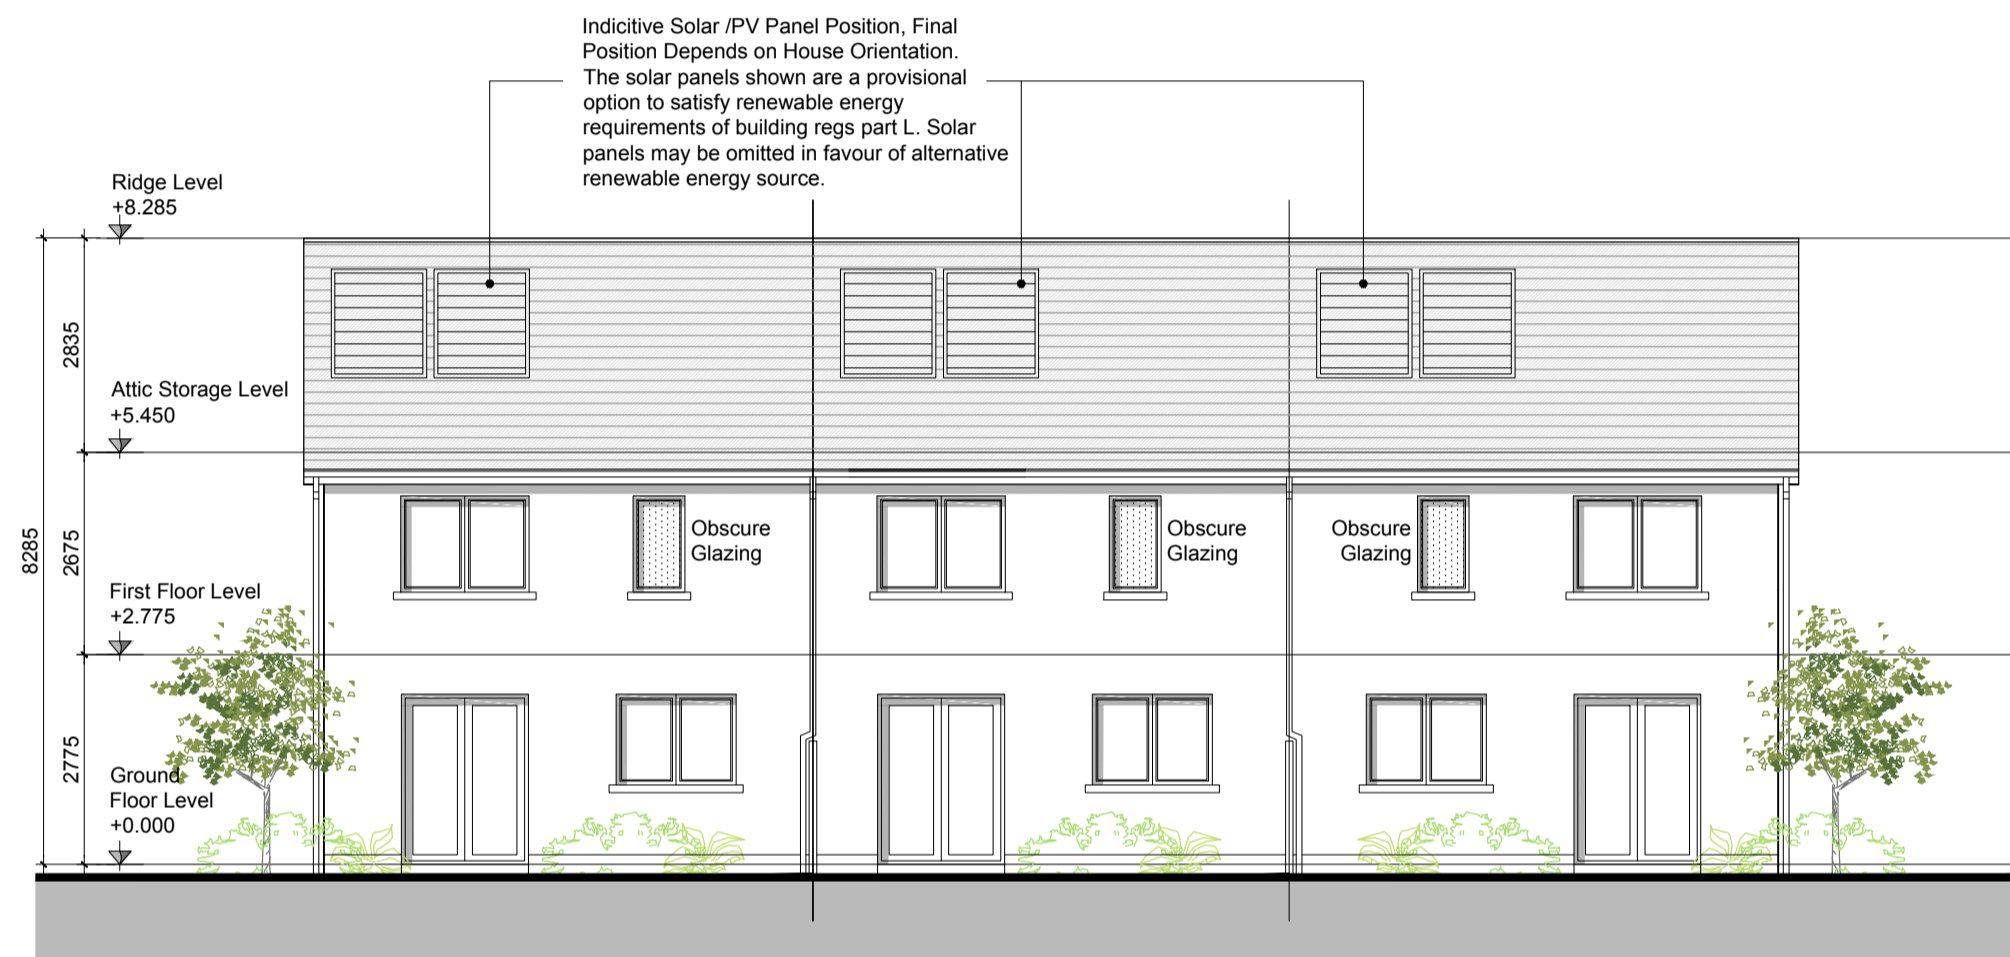 Indicitive Solar /PV Panel Position, Final
Position Depends on House Orientation.
The solar panels shown are a provisional
option to satisfy renewable energy
requirements of building regs part L. Solar
panels may be omitted in favour of alternative
renewable energy source.
Ridge Level
+8.285
2835
Attic Storage Level
+5.450
8285
2675
Obscure
Glazing
Obscure
Glazing
Obscure
Glazing
First Floor Level
+2.775
2775
Ground
Floor Level
+0.000